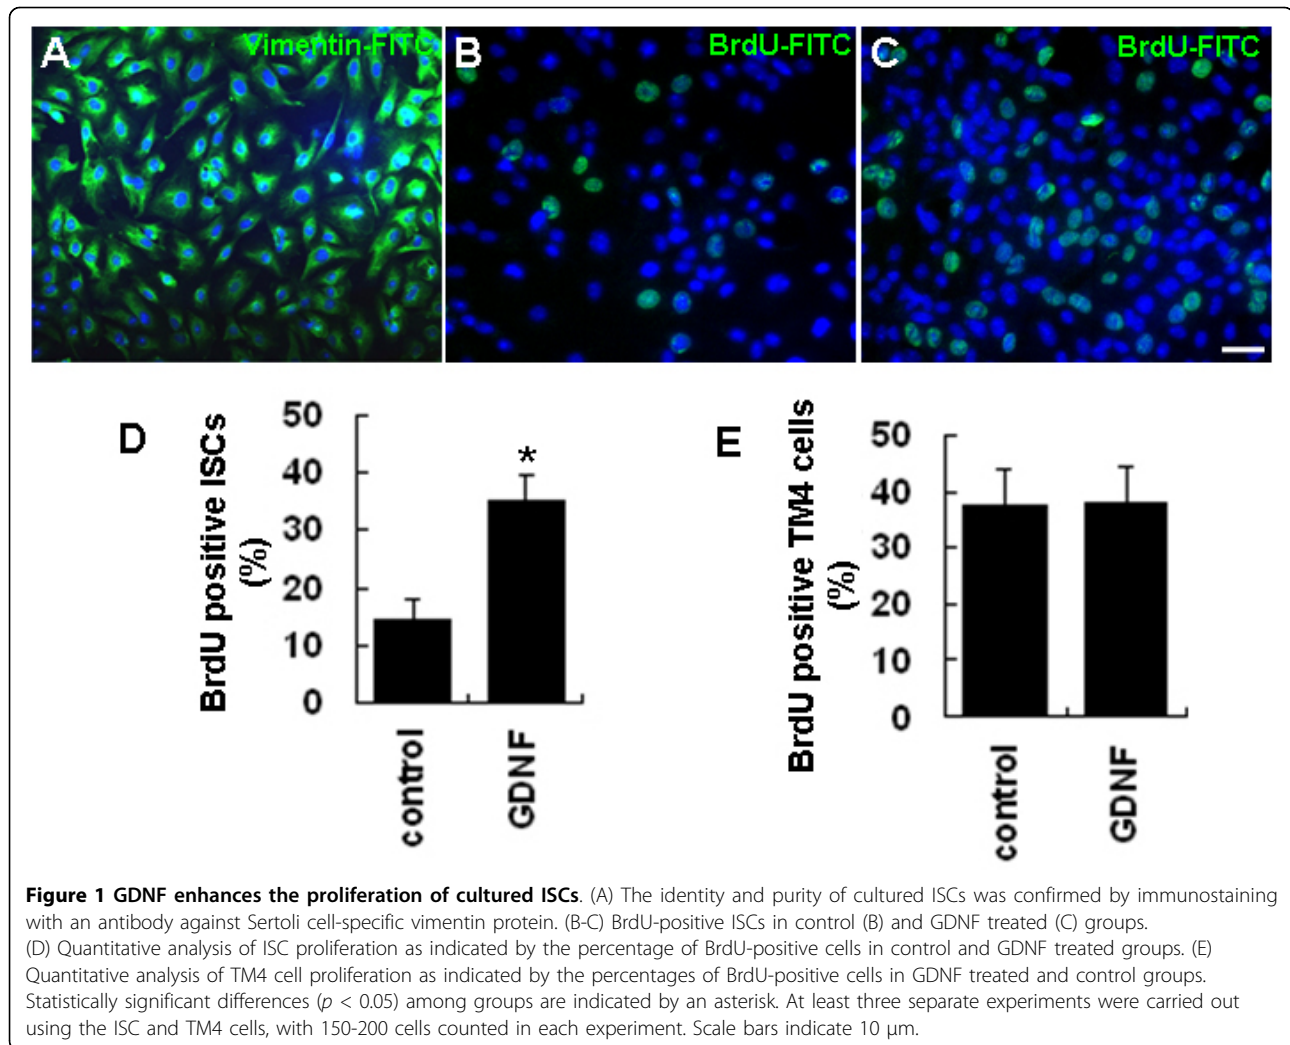 A Vimentin-FITC
B BrdU-FITC
C BrdU-FITC
D
BrdU positive ISCs
(%)
50
40
30
20
10
0
*
control
GDNF
E
BrdU positive TM4 cells
(%)
50
40
30
20
10
0
control
GDNF
Figure 1 GDNF enhances the proliferation of cultured ISCs. (A) The identity and purity of cultured ISCs was confirmed by immunostaining
with an antibody against Sertoli cell-specific vimentin protein. (B-C) BrdU-positive ISCs in control (B) and GDNF treated (C) groups.
(D) Quantitative analysis of ISC proliferation as indicated by the percentage of BrdU-positive cells in control and GDNF treated groups. (E)
Quantitative analysis of TM4 cell proliferation as indicated by the percentages of BrdU-positive cells in GDNF treated and control groups.
Statistically significant differences (p < 0.05) among groups are indicated by an asterisk. At least three separate experiments were carried out
using the ISC and TM4 cells, with 150-200 cells counted in each experiment. Scale bars indicate 10 μm.